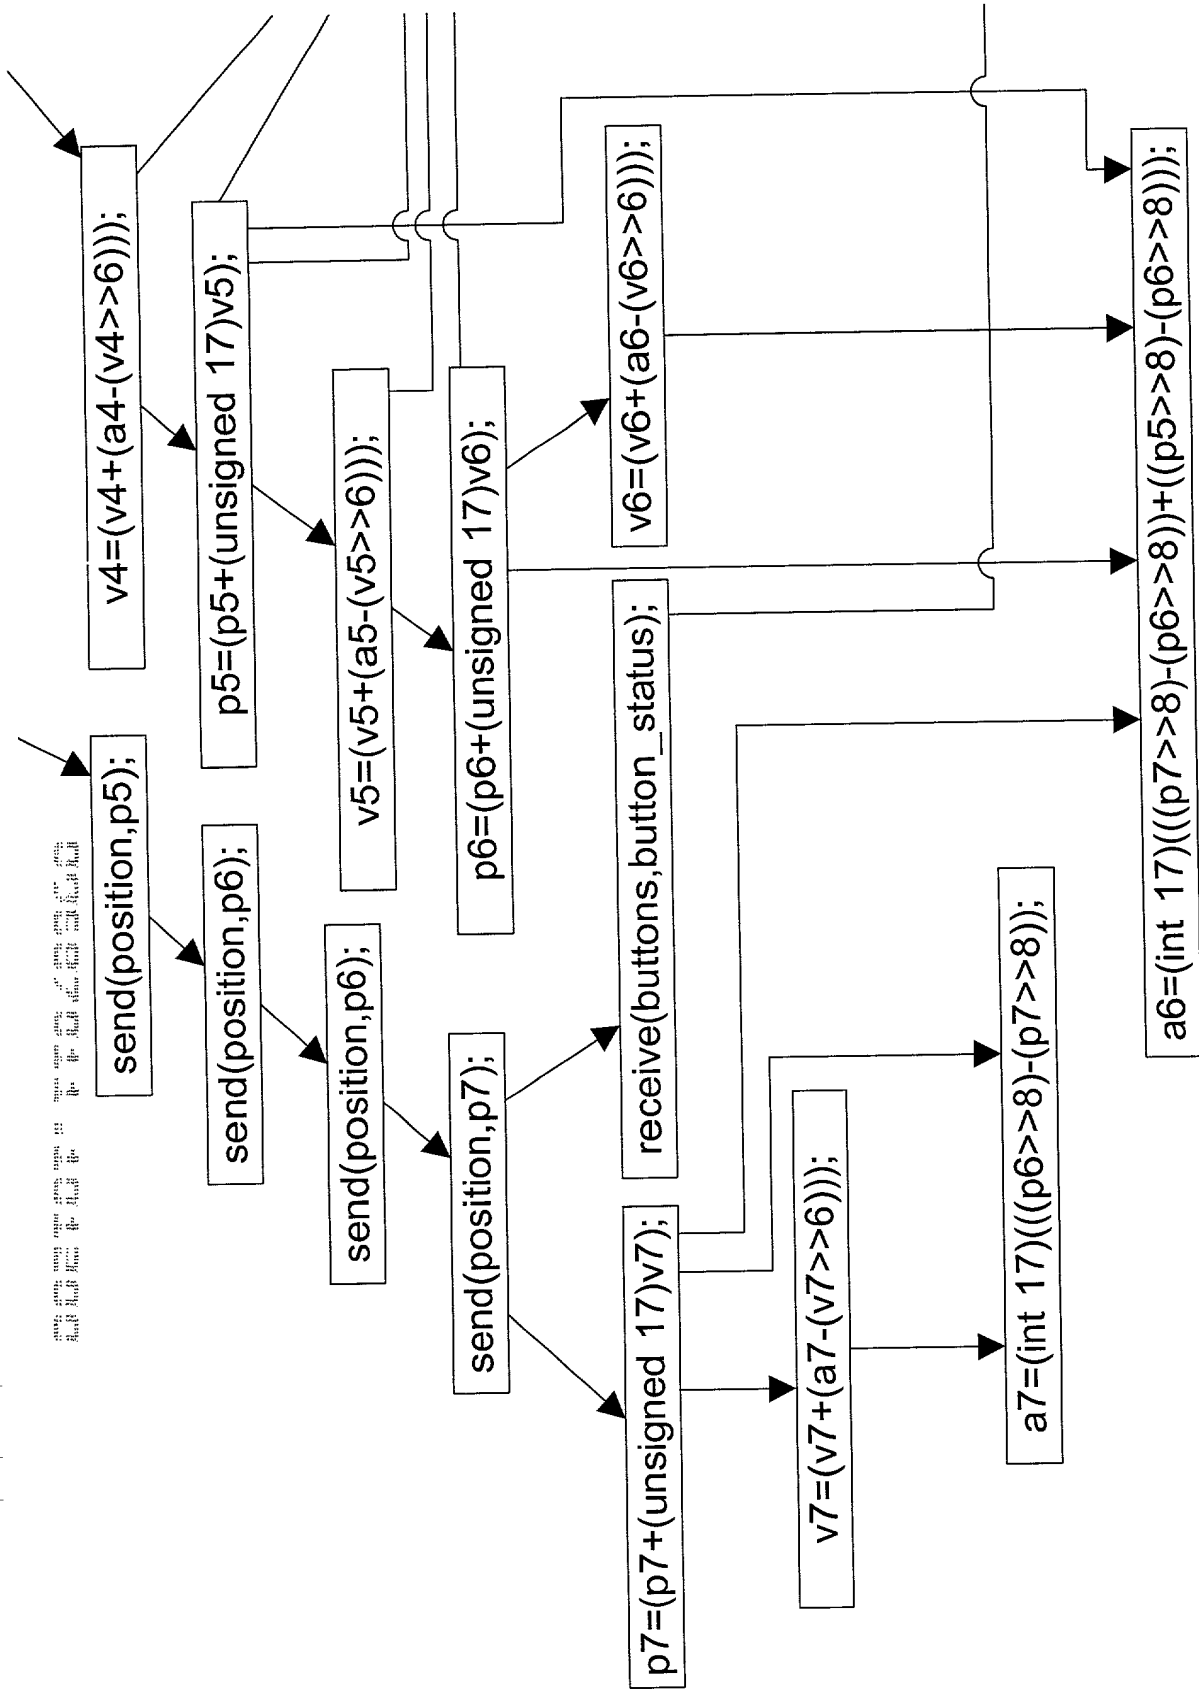 v4=(v4+(a4-(v4>>6)));
send(position,p5);
p5=(p5+(unsigned 17)v5);
send(position,p6);
v5=(v5+(a5-(v5>>6)));
send(position,p6);
p6=(p6+(unsigned 17)v6);
send(position,p7);
v6=(v6+(a6-(v6>>6)));
receive(buttons,button_status);
p7=(p7+(unsigned 17)v7);
v7=(v7+(a7-(v7>>6)));
a7=(int 17)(((p6>>8)-(p7>>8));
a6=(int 17)(((p7>>8)-(p6>>8))+((p5>>8)-(p6>>8)));